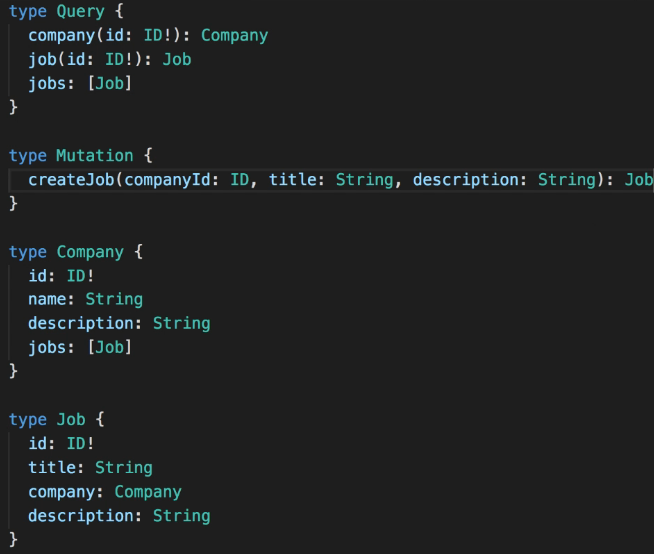 type Query {
  company(id: ID!): Company
  job(id: ID!): Job
  jobs: [Job]
}

type Mutation {
  createJob(companyId: ID, title: String, description: String): Job
}

type Company {
  id: ID!
  name: String
  description: String
  jobs: [Job]
}

type Job {
  id: ID!
  title: String
  company: Company
  description: String
}